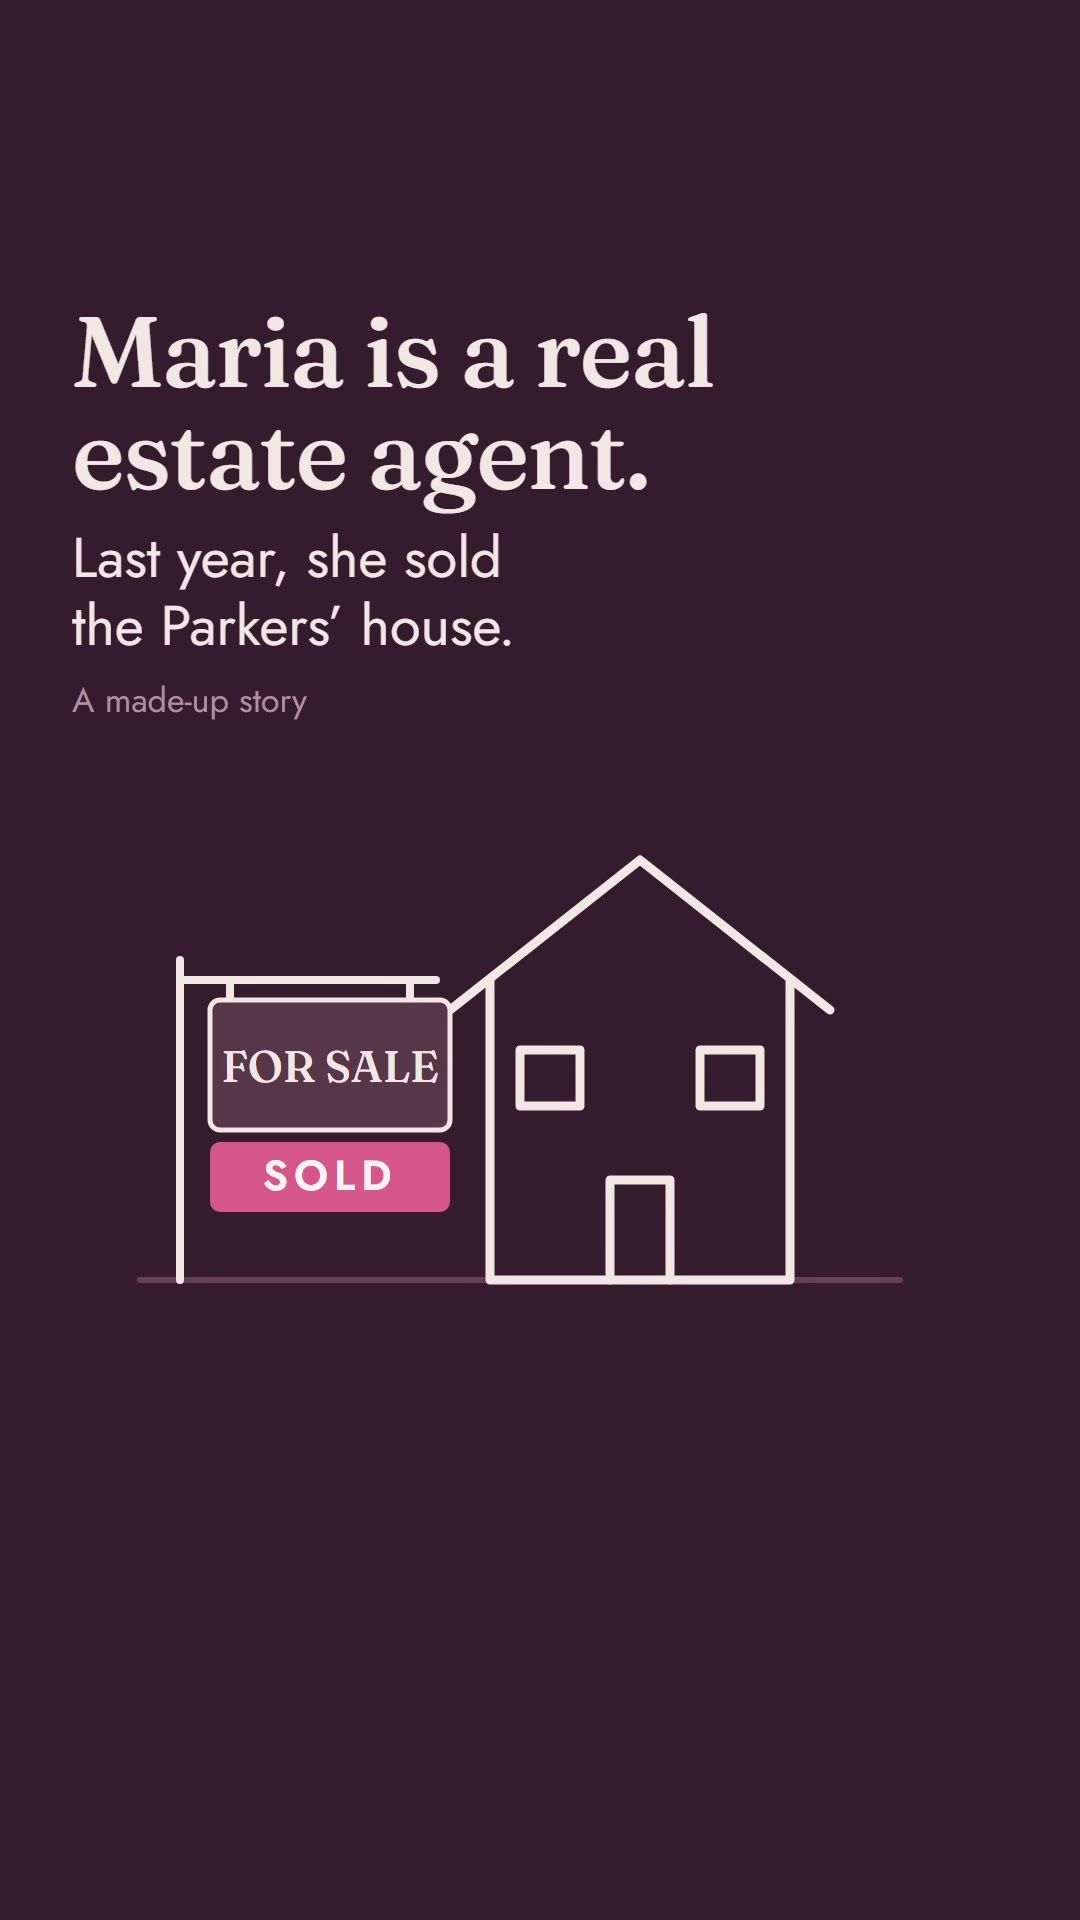 Maria is a real
estate agent.
Last year, she sold
the Parkers’ house.
A made-up story
FOR SALE
SOLD